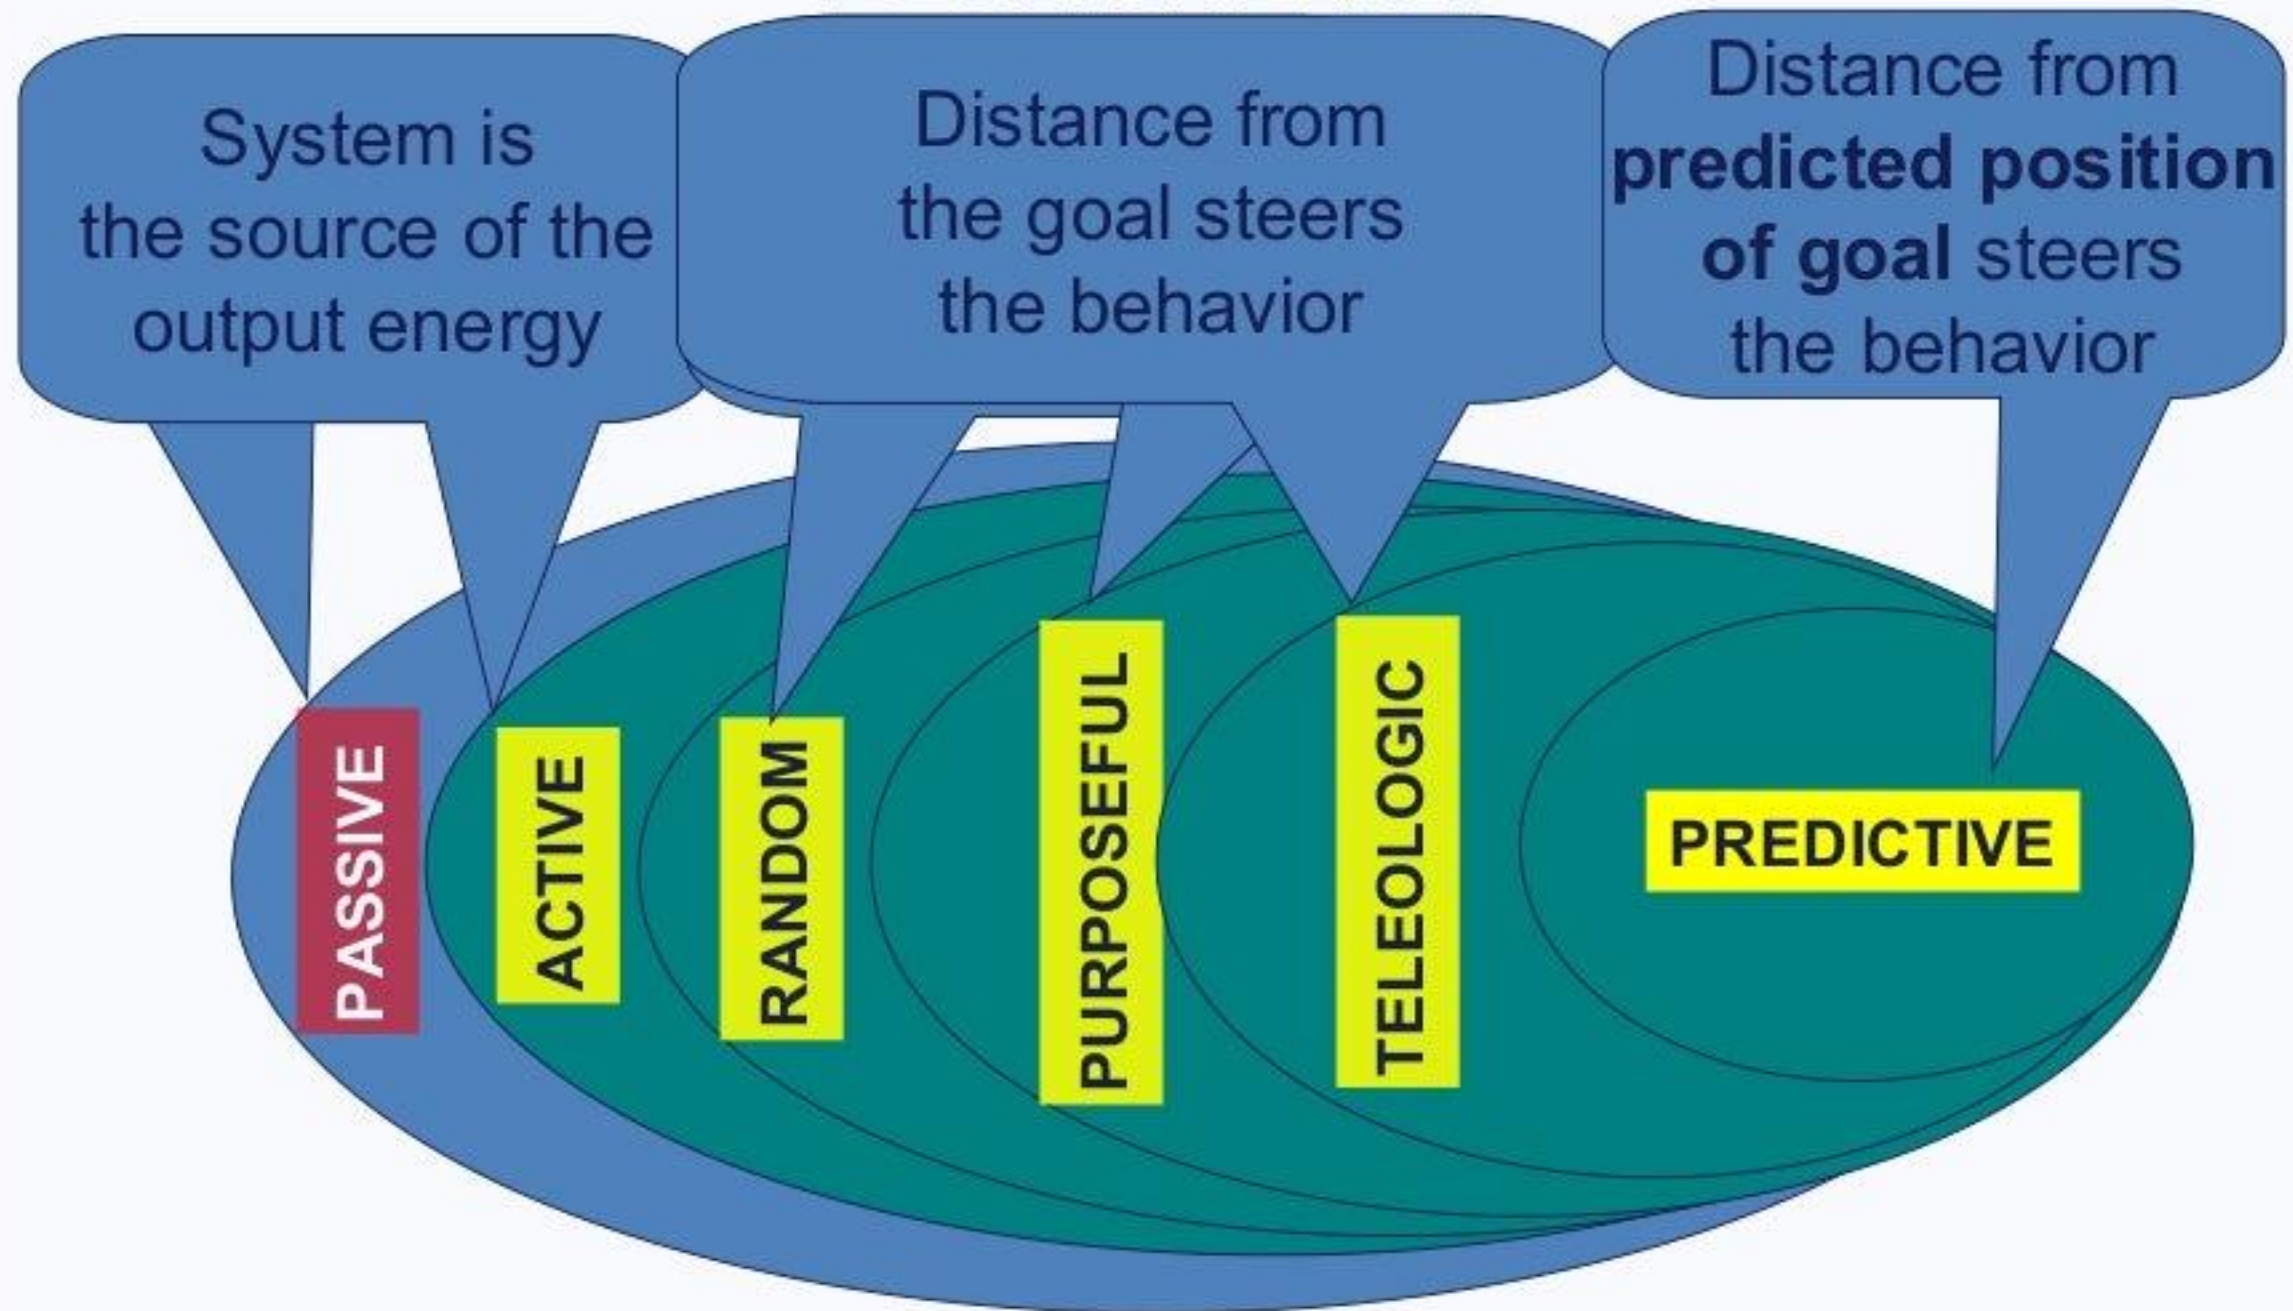 System is
the source of the
output energy
Distance from
the goal steers
the behavior
Distance from
predicted position
of goal steers
the behavior
PASSIVE
ACTIVE
RANDOM
PURPOSEFUL
TELEOLOGIC
PREDICTIVE